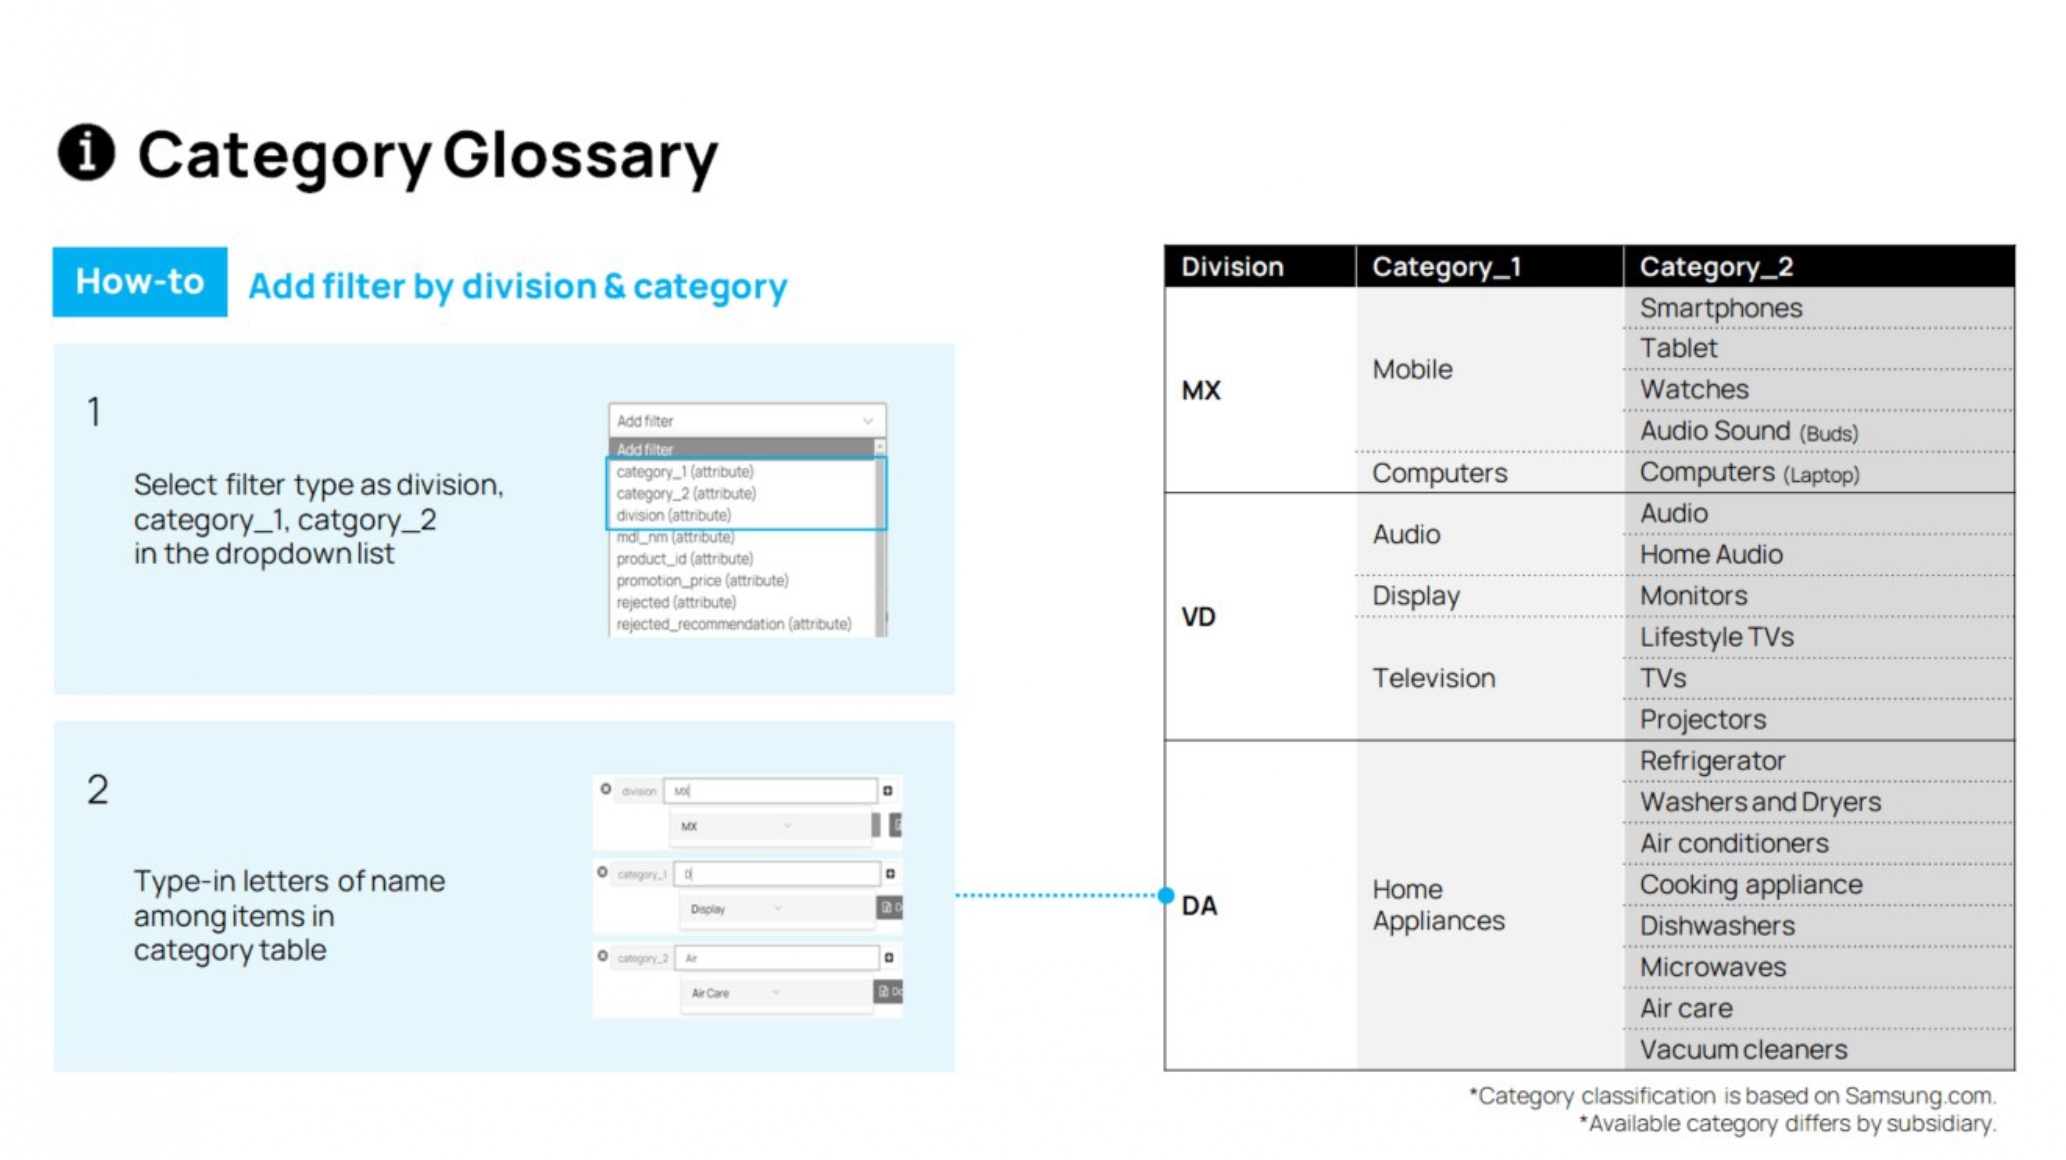 Category Glossary
How-to
Add filter by division & category
1
Select filter type as division,
category_1, catgory_2
in the dropdown list
Add filter
Add filter
category_1 (attribute)
category_2 (attribute)
division (attribute)
mdl_nm (attribute)
product_id (attribute)
promotion_price (attribute)
rejected (attribute)
rejected_recommendation (attribute)
2
Type-in letters of name
among items in
category table
division MX
MX
category_1 D
Display
category_2 Air
Air Care
Division Category_1 Category_2
MX
Mobile
Smartphones
Tablet
Watches
Audio Sound (Buds)
Computers Computers (Laptop)
VD
Audio
Audio
Home Audio
Display Monitors
Television
Lifestyle TVs
TVs
Projectors
DA
Home
Appliances
Refrigerator
Washers and Dryers
Air conditioners
Cooking appliance
Dishwashers
Microwaves
Air care
Vacuum cleaners
*Category classification is based on Samsung.com.
*Available category differs by subsidiary.